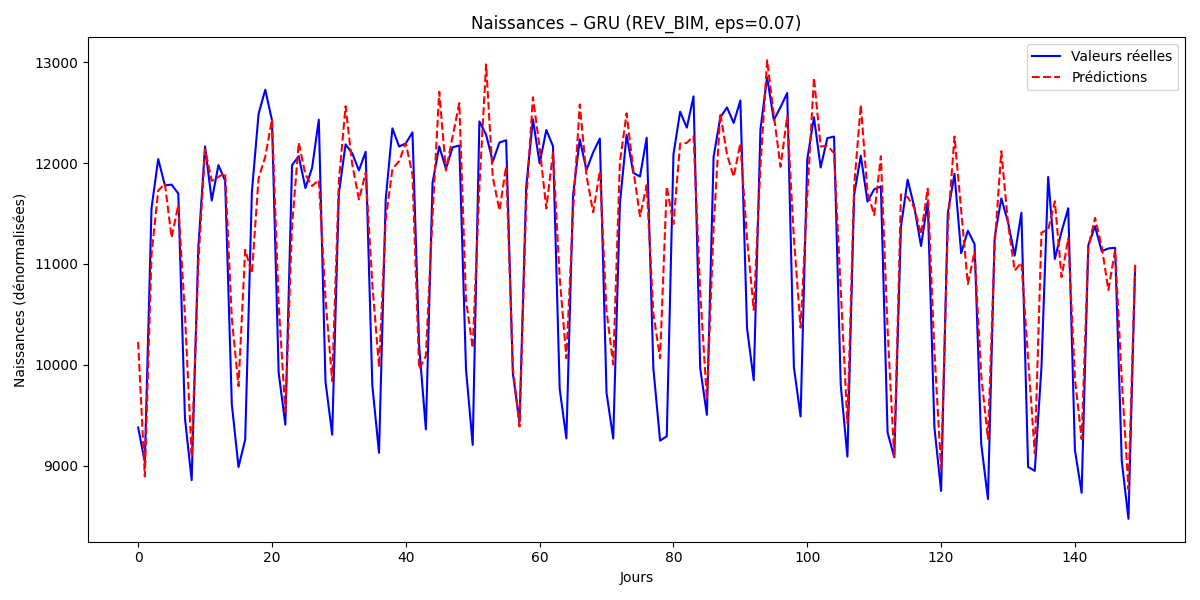 Naissances – GRU (REV_BIM, eps=0.07)
Valeurs réelles
Prédictions
Naissances (dénormalisées)
13000
12000
11000
10000
9000
0 20 40 60 80 100 120 140
Jours